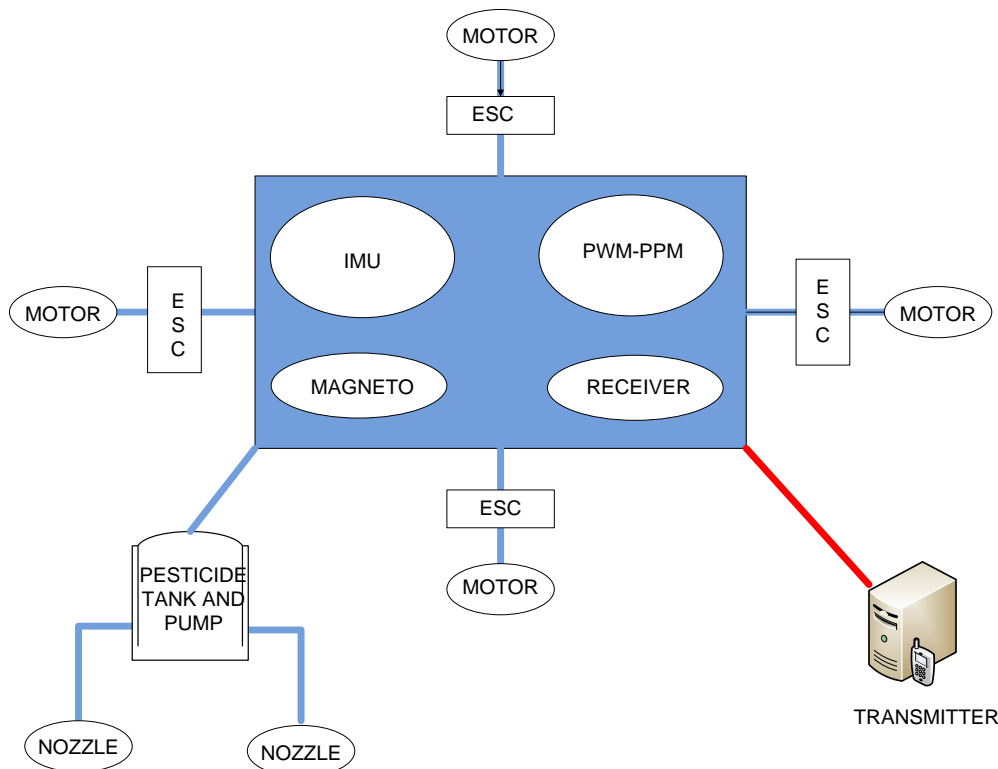 MOTOR
ESC
IMU
PWM-PPM
MOTOR
E
S
C
E
S
C
MOTOR
MAGNETO
RECEIVER
ESC
MOTOR
PESTICIDE
TANK AND
PUMP
NOZZLE
NOZZLE
TRANSMITTER